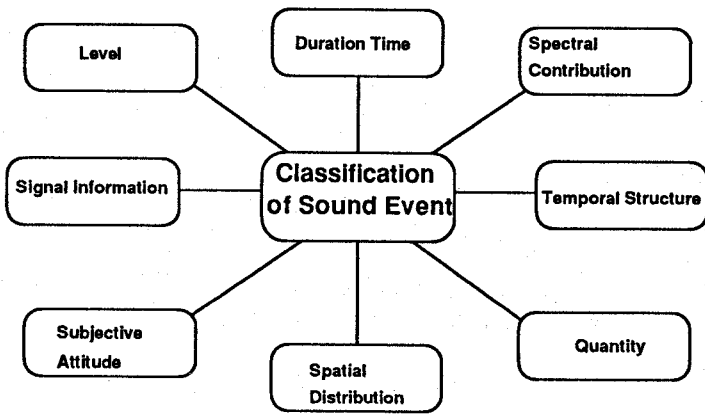 Level
Duration Time
Spectral
Contribution
Signal Information
Classification
of Sound Event
Temporal Structure
Subjective
Attitude
Spatial
Distribution
Quantity